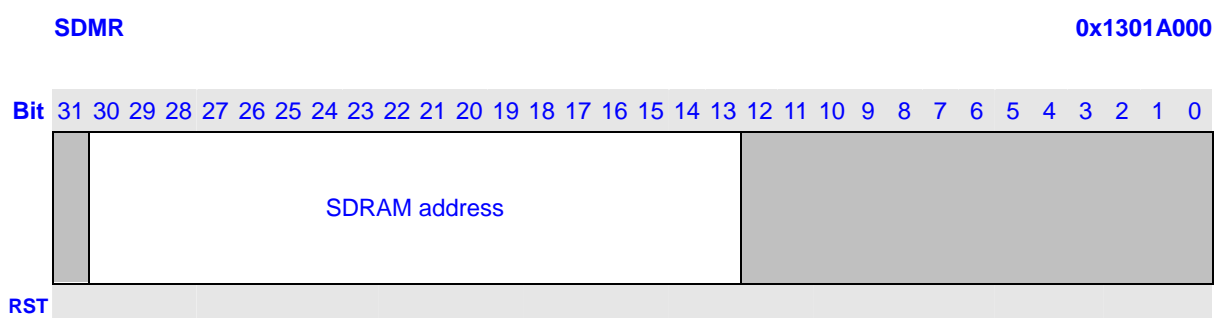 SDMR 0x1301A000
Bit 31 30 29 28 27 26 25 24 23 22 21 20 19 18 17 16 15 14 13 12 11 10 9 8 7 6 5 4 3 2 1 0
SDRAM address
RST